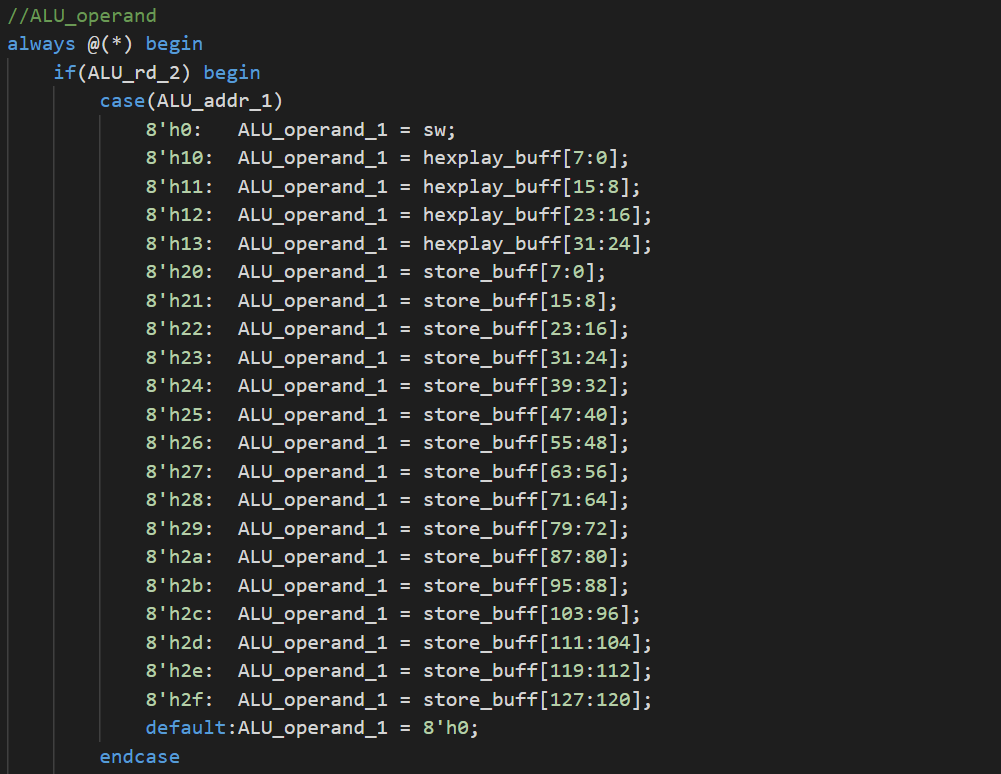 //ALU_operand
always @(*) begin
    if(ALU_rd_2) begin
        case(ALU_addr_1)
            8'h0:   ALU_operand_1 = sw;
            8'h10:  ALU_operand_1 = hexplay_buff[7:0];
            8'h11:  ALU_operand_1 = hexplay_buff[15:8];
            8'h12:  ALU_operand_1 = hexplay_buff[23:16];
            8'h13:  ALU_operand_1 = hexplay_buff[31:24];
            8'h20:  ALU_operand_1 = store_buff[7:0];
            8'h21:  ALU_operand_1 = store_buff[15:8];
            8'h22:  ALU_operand_1 = store_buff[23:16];
            8'h23:  ALU_operand_1 = store_buff[31:24];
            8'h24:  ALU_operand_1 = store_buff[39:32];
            8'h25:  ALU_operand_1 = store_buff[47:40];
            8'h26:  ALU_operand_1 = store_buff[55:48];
            8'h27:  ALU_operand_1 = store_buff[63:56];
            8'h28:  ALU_operand_1 = store_buff[71:64];
            8'h29:  ALU_operand_1 = store_buff[79:72];
            8'h2a:  ALU_operand_1 = store_buff[87:80];
            8'h2b:  ALU_operand_1 = store_buff[95:88];
            8'h2c:  ALU_operand_1 = store_buff[103:96];
            8'h2d:  ALU_operand_1 = store_buff[111:104];
            8'h2e:  ALU_operand_1 = store_buff[119:112];
            8'h2f:  ALU_operand_1 = store_buff[127:120];
            default:ALU_operand_1 = 8'h0;
        endcase